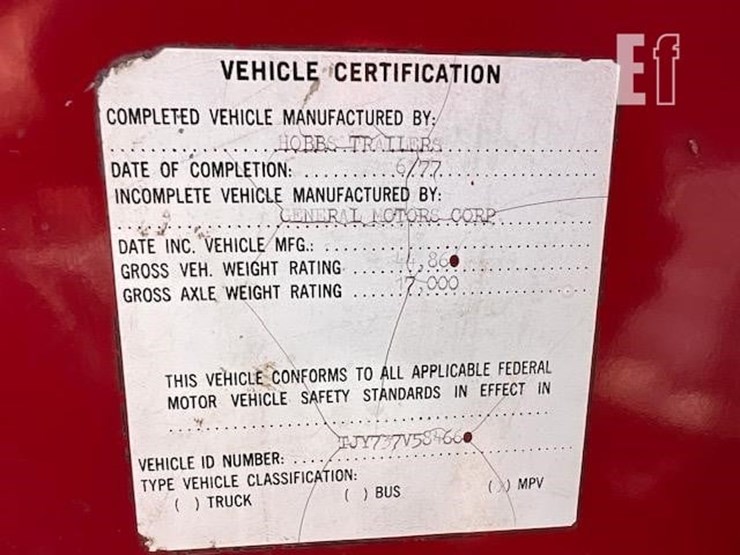 Ef
VEHICLE CERTIFICATION
COMPLETED VEHICLE MANUFACTURED BY:
HOBBS TRAILERS
DATE OF COMPLETION: 6/77
INCOMPLETE VEHICLE MANUFACTURED BY:
GENERAL MOTORS CORP
DATE INC. VEHICLE MFG.:
GROSS VEH. WEIGHT RATING
GROSS AXLE WEIGHT RATING 17,000
THIS VEHICLE CONFORMS TO ALL APPLICABLE FEDERAL
MOTOR VEHICLE SAFETY STANDARDS IN EFFECT IN
VEHICLE ID NUMBER:
TYPE VEHICLE CLASSIFICATION:
( ) TRUCK ( ) BUS (X) MPV